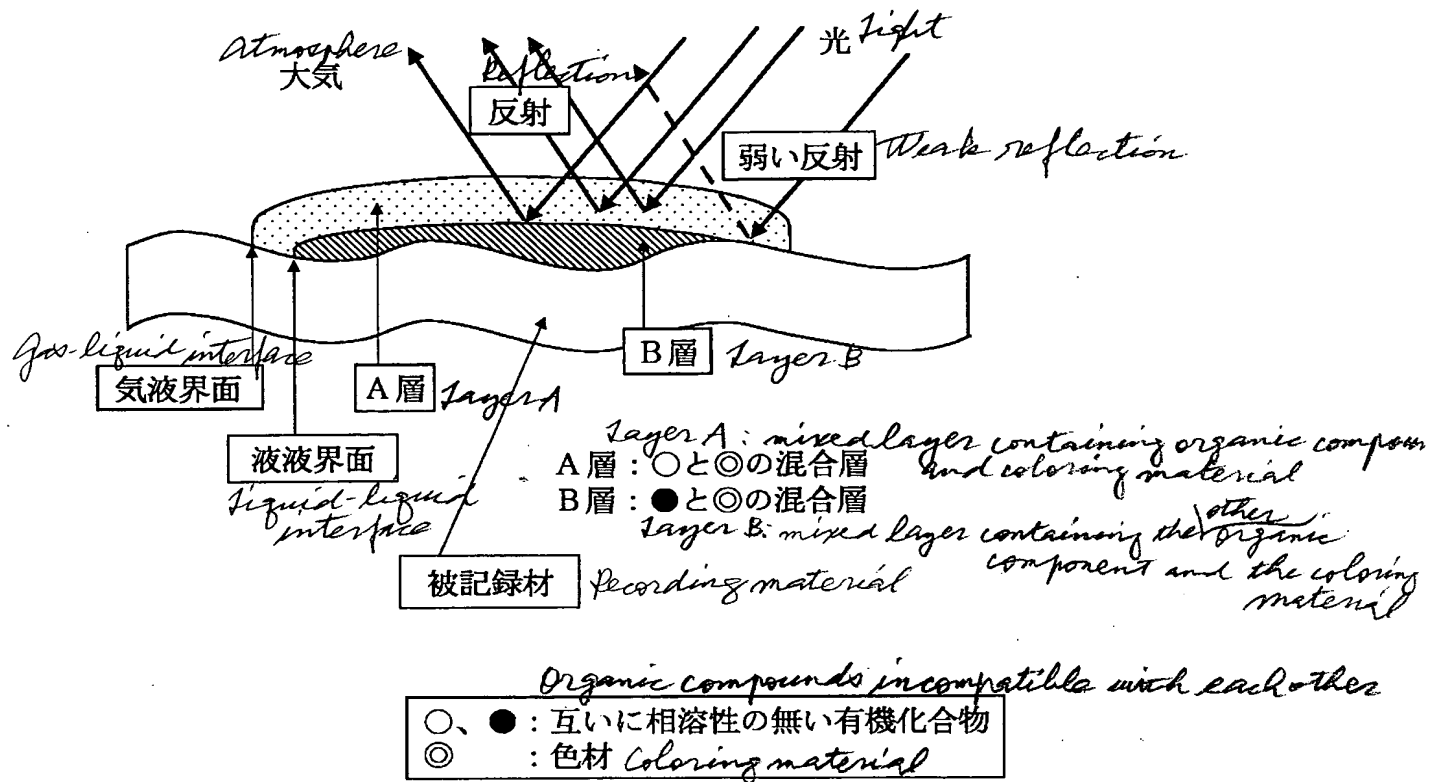 Atmosphere
大気
Reflection
反射
光 Light
弱い反射 Weak reflection
Gas-liquid interface
気液界面
A層 Layer A
B層 Layer B
液液界面
Liquid-liquid
interface
Layer A: mixed layer containing organic compoun
and coloring material
A層:○と◎の混合層
B層:●と◎の混合層
Layer B: mixed layer containing the other organic
component and the coloring
material
被記録材 Recording material
Organic compounds incompatible with each other
○、●:互いに相溶性の無い有機化合物
◎ :色材 Coloring material